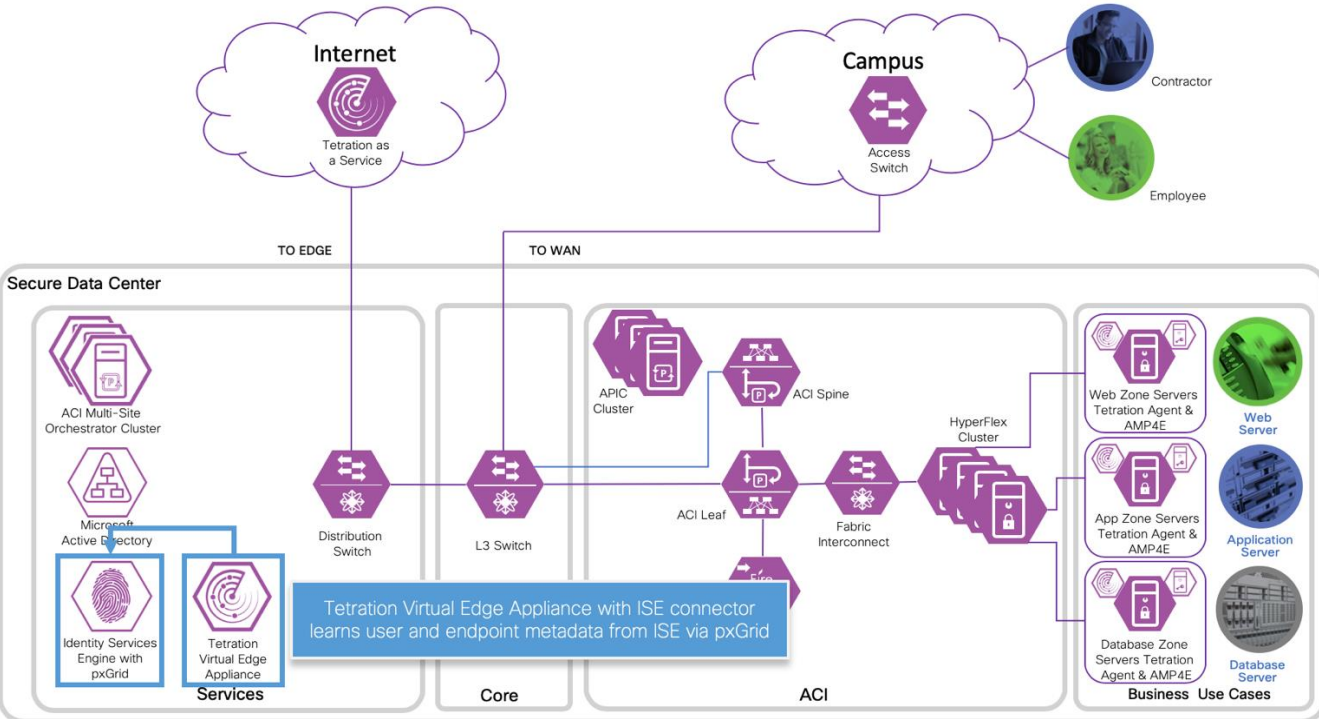 Internet
Tetration as
a Service
Campus
Access
Switch
Contractor
Employee
TO EDGE
TO WAN
Secure Data Center
ACI Multi-Site
Orchestrator Cluster
Microsoft
Active Directory
Identity Services
Engine with
pxGrid
Tetration
Virtual Edge
Appliance
Services
Distribution
Switch
L3 Switch
Core
Tetration Virtual Edge Appliance with ISE connector
learns user and endpoint metadata from ISE via pxGrid
APIC
Cluster
P
ACI Spine
P
ACI Leaf
P
Fabric
Interconnect
HyperFlex
Cluster
ACI
Web Zone Servers
Tetration Agent &
AMP4E
Web
Server
App Zone Servers
Tetration Agent &
AMP4E
Application
Server
Database Zone
Servers Tetration
Agent & AMP4E
Database
Server
Business Use Cases